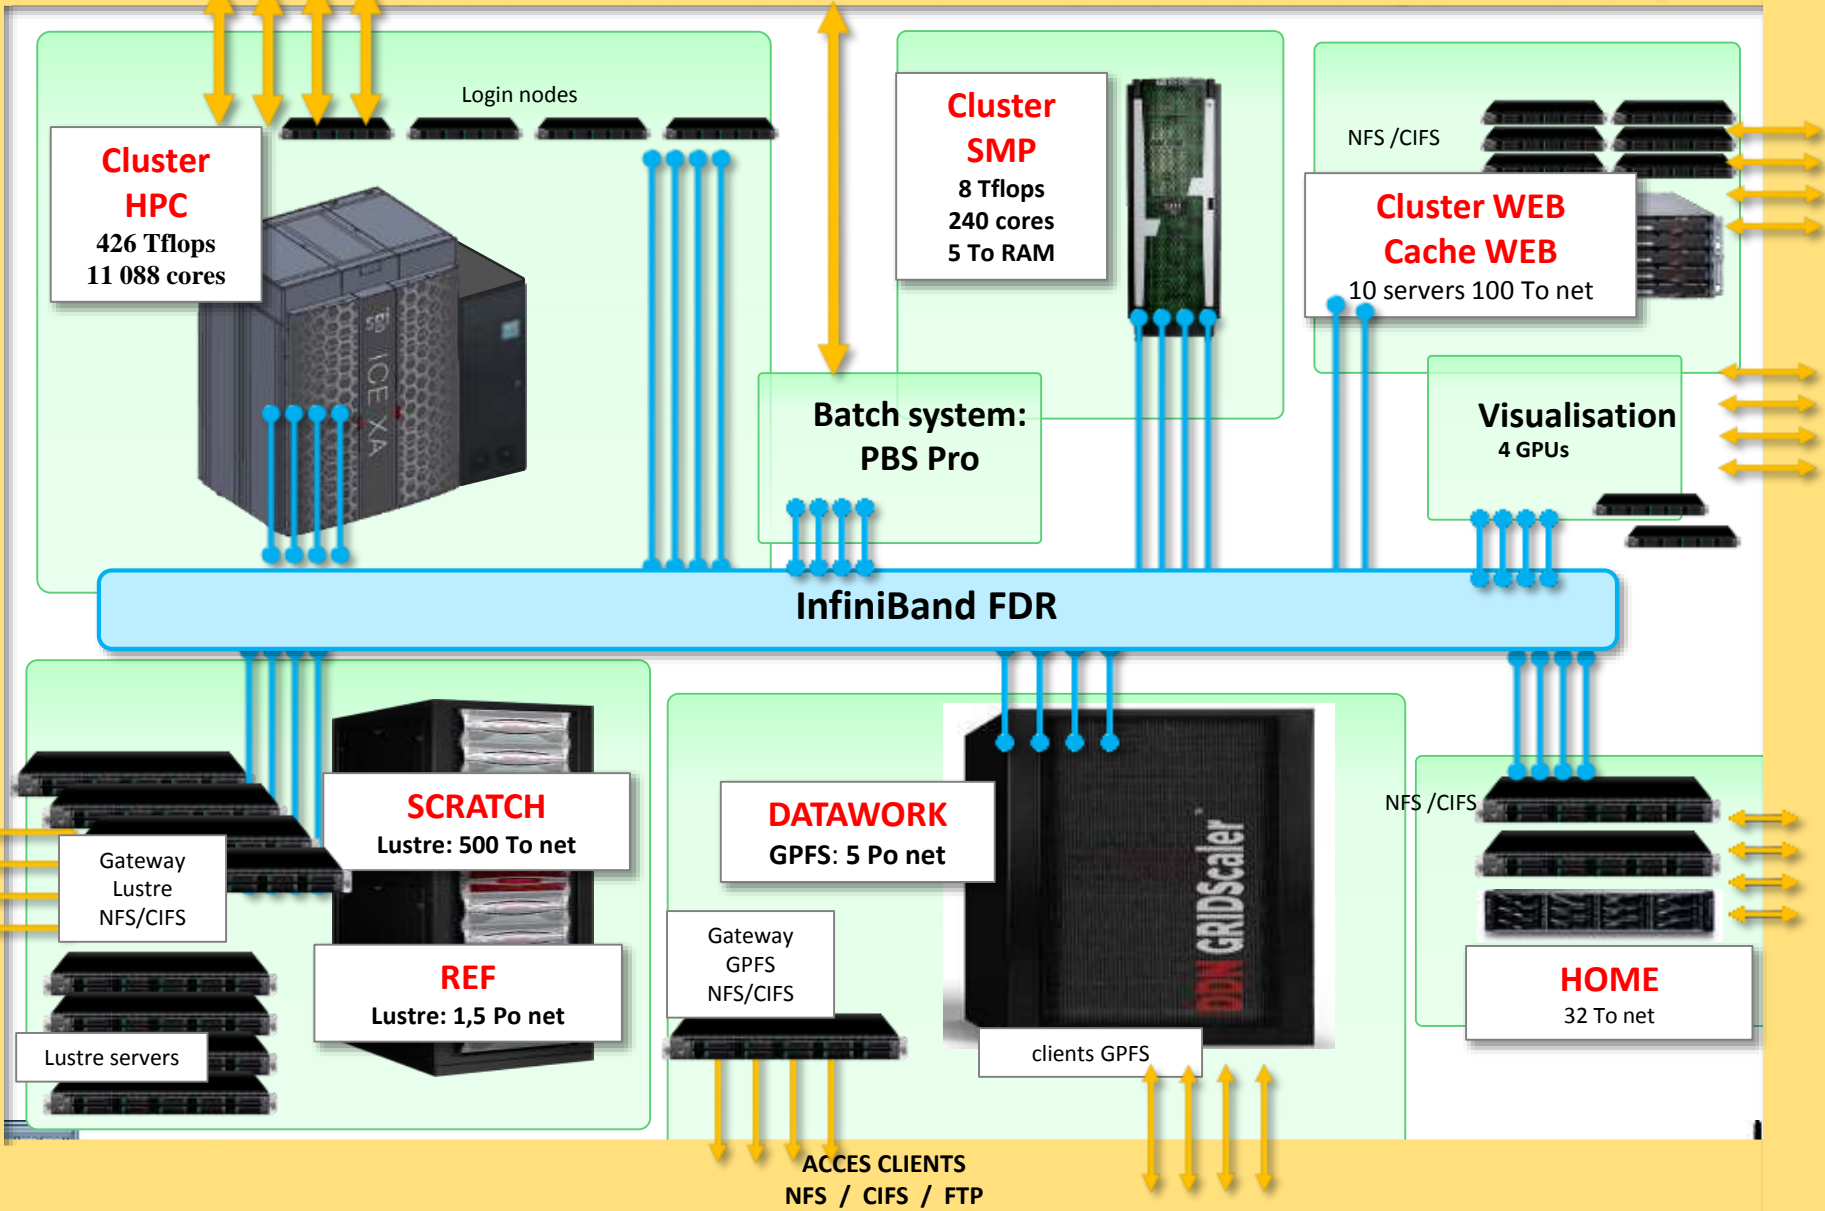 Login nodes
Cluster
HPC
426 Tflops
11 088 cores
ICE XA
Cluster
SMP
8 Tflops
240 cores
5 To RAM
NFS /CIFS
Cluster WEB
Cache WEB
10 servers 100 To net
Batch system:
PBS Pro
Visualisation
4 GPUs
InfiniBand FDR
SCRATCH
Lustre: 500 To net
Gateway
Lustre
NFS/CIFS
REF
Lustre: 1,5 Po net
Lustre servers
DATAWORK
GPFS: 5 Po net
Gateway
GPFS
NFS/CIFS
DDN GRIDScaler™
clients GPFS
NFS /CIFS
HOME
32 To net
ACCES CLIENTS
NFS / CIFS / FTP